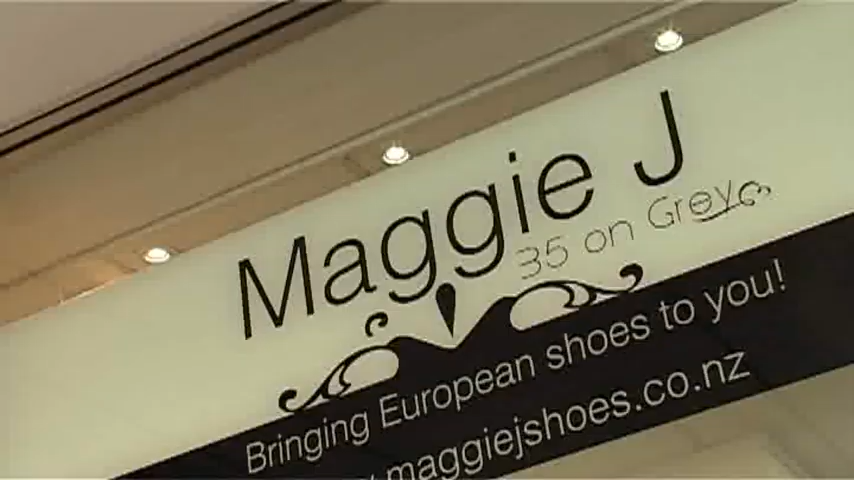 Maggie J
35 on Grey
Bringing European shoes to you!
maggiejshoes.co.nz